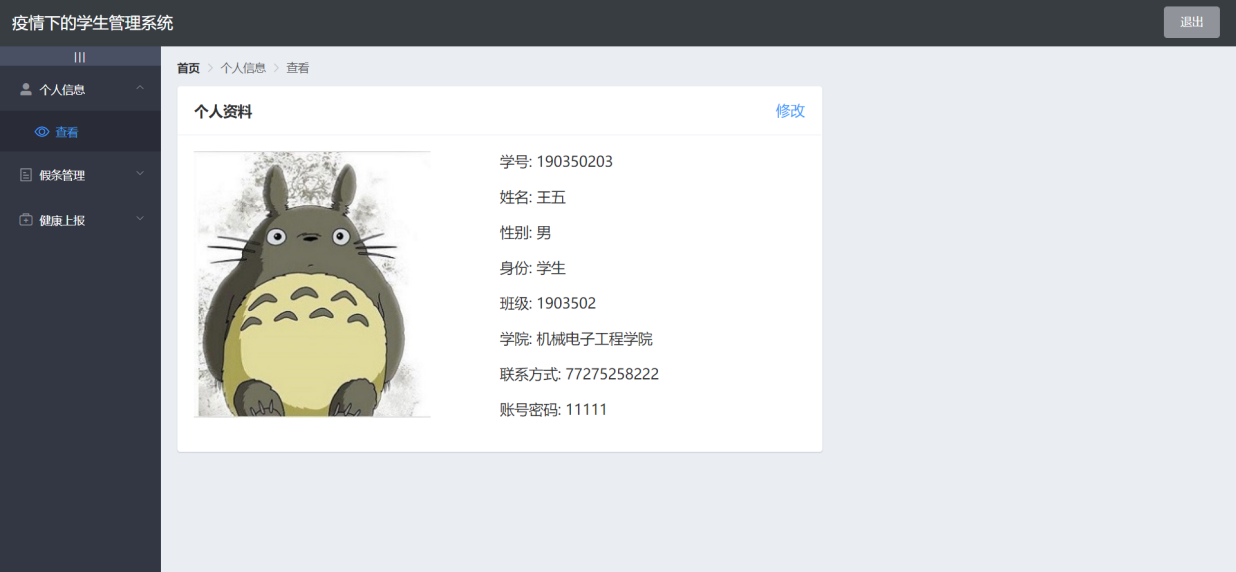 疫情下的学生管理系统
退出
|||
个人信息
查看
假条管理
健康上报
首页 > 个人信息 > 查看
个人资料
修改
学号: 190350203
姓名: 王五
性别: 男
身份: 学生
班级: 1903502
学院: 机械电子工程学院
联系方式: 77275258222
账号密码: 11111